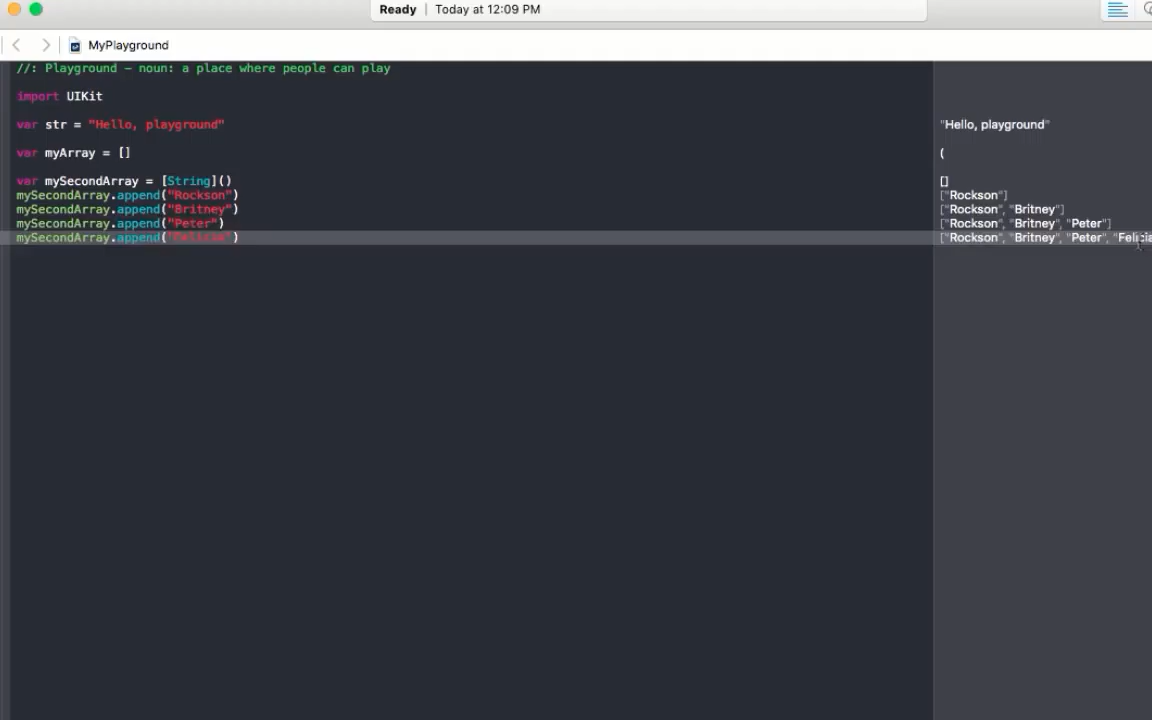 Ready | Today at 12:09 PM
MyPlayground
//: Playground – noun: a place where people can play
import UIKit
var str = "Hello, playground"
"Hello, playground"
var myArray = []
(
var mySecondArray = [String]()
[]
mySecondArray.append("Rockson")
["Rockson"]
mySecondArray.append("Britney")
["Rockson", "Britney"]
mySecondArray.append("Peter")
["Rockson", "Britney", "Peter"]
mySecondArray.append("Felicia")
["Rockson", "Britney", "Peter", "Felicia